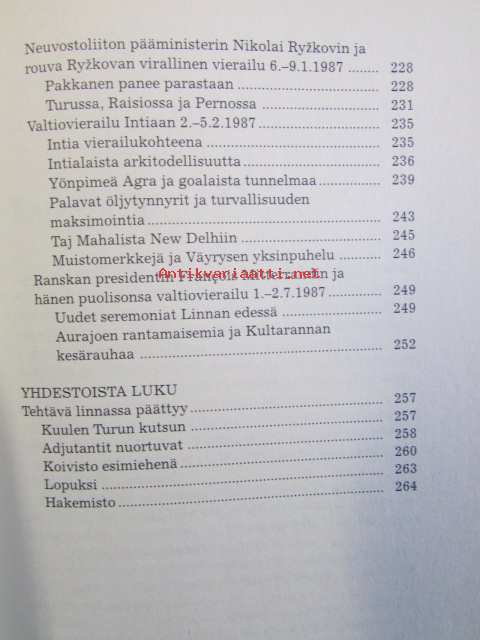 Neuvostoliiton pääministerin Nikolai Ryžkovin ja
rouva Ryžkovan virallinen vierailu 6.–9.1.1987 ........ 228
Pakkanen panee parastaan ................................ 228
Turussa, Raisiossa ja Pernossa ........................... 231
Valtiovierailu Intiaan 2.–5.2.1987 ........................... 235
Intia vierailukohteena ................................ 235
Intialaista arkitodellisuutta ............................ 236
Yönpimeä Agra ja goalaista tunnelmaa ............. 239
Palavat öljytynnyrit ja turvallisuuden
maksimointia ............................................ 243
Taj Mahalista New Delhiin ........................... 245
Muistomerkkejä ja Väyrysen yksinpuhelu ......... 246
Ranskan presidentin François Mitterrandin ja
Antikvariaatti.net
hänen puolisonsa valtiovierailu 1.–2.7.1987 ........... 249
Uudet seremoniat Linnan edessä .................... 249
Aurajoen rantamaisemia ja Kultarannan
kesärauhaa ............................................ 252
YHDESTOISTA LUKU
Tehtävä linnassa päättyy ................................... 257
Kuulen Turun kutsun ................................... 257
Adjutantit nuortuvat ................................... 258
Koivisto esimiehenä ................................... 260
Lopuksi ................................................ 263
Hakemisto ............................................. 264